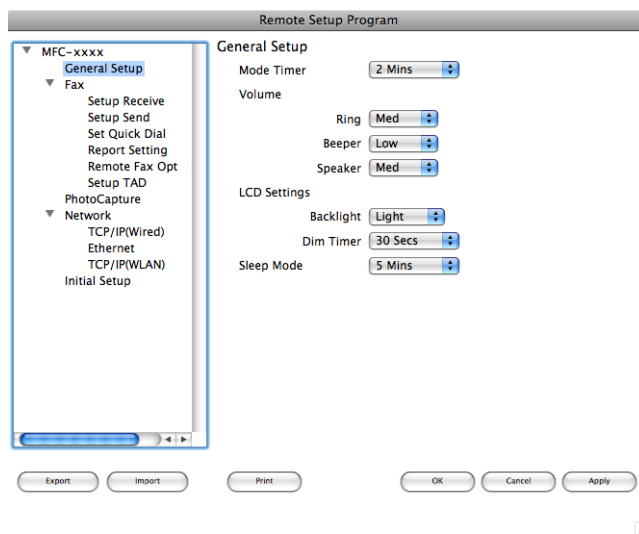 Remote Setup Program
MFC-xxxx
General Setup
Fax
Setup Receive
Setup Send
Set Quick Dial
Report Setting
Remote Fax Opt
Setup TAD
PhotoCapture
Network
TCP/IP(Wired)
Ethernet
TCP/IP(WLAN)
Initial Setup
General Setup
Mode Timer 2 Mins
Volume
Ring Med
Beeper Low
Speaker Med
LCD Settings
Backlight Light
Dim Timer 30 Secs
Sleep Mode 5 Mins
Export Import Print OK Cancel Apply